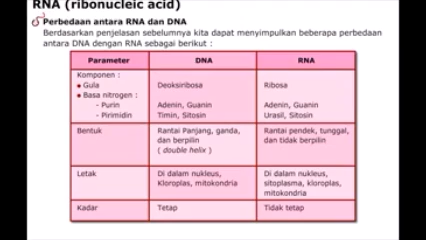 RNA (ribonucleic acid)
Perbedaan antara RNA dan DNA
Berdasarkan penjelasan sebelumnya kita dapat menyimpulkan beberapa perbedaan
antara DNA dengan RNA sebagai berikut :
Parameter DNA RNA
Komponen :
• Gula Deoksiribosa Ribosa
• Basa nitrogen :
- Purin Adenin, Guanin Adenin, Guanin
- Pirimidin Timin, Sitosin Urasil, Sitosin
Bentuk Rantai Panjang, ganda, Rantai pendek, tunggal,
dan berpilin dan tidak berpilin
( double helix )
Letak Di dalam nukleus, Di dalam nukleus,
Kloroplas, mitokondria sitoplasma, kloroplas,
mitokondria
Kadar Tetap Tidak tetap